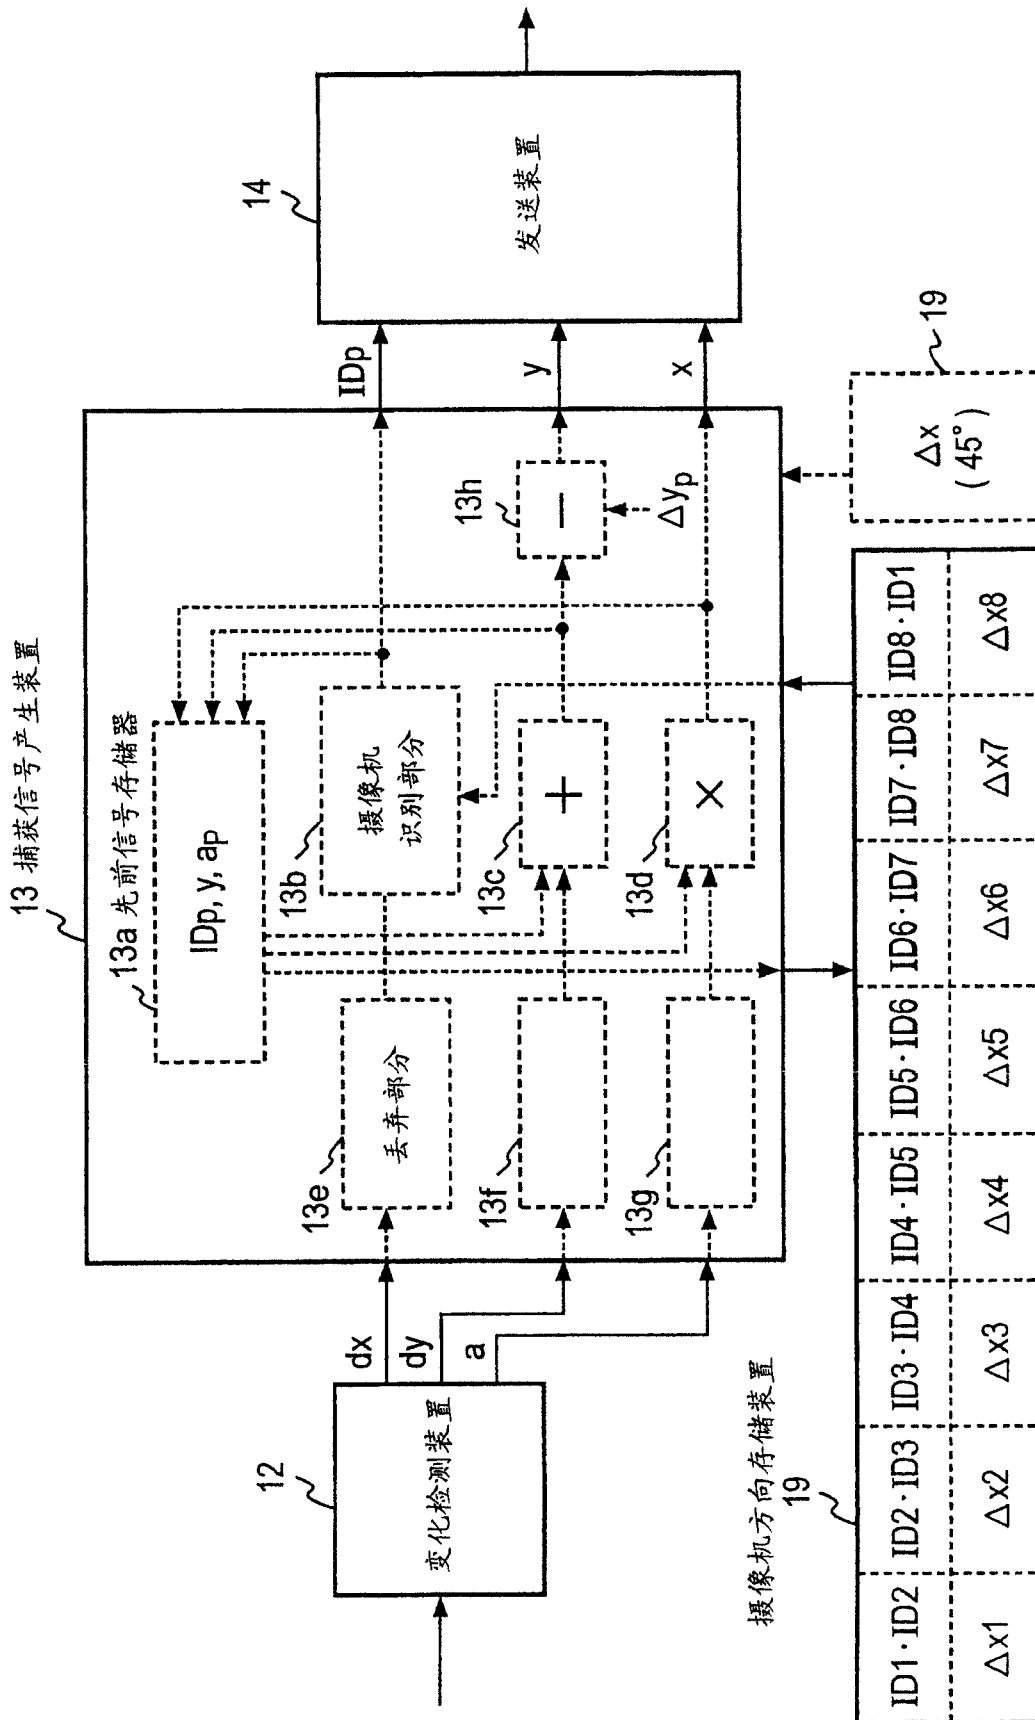 13 捕获信号产生装置
13a 先前信号存储器
IDp, y, ap
14
发送装置
12
变化检测装置
dx
dy
a
13e
丢弃部分
13b
摄像机
识别部分
IDp
13f
13c
+
13h
−
y
Δyp
13g
13d
×
x
摄像机方向存储装置
19
ID1·ID2 ID2·ID3 ID3·ID4 ID4·ID5 ID5·ID6 ID6·ID7 ID7·ID8 ID8·ID1
Δx1 Δx2 Δx3 Δx4 Δx5 Δx6 Δx7 Δx8
19
Δx
(45°)